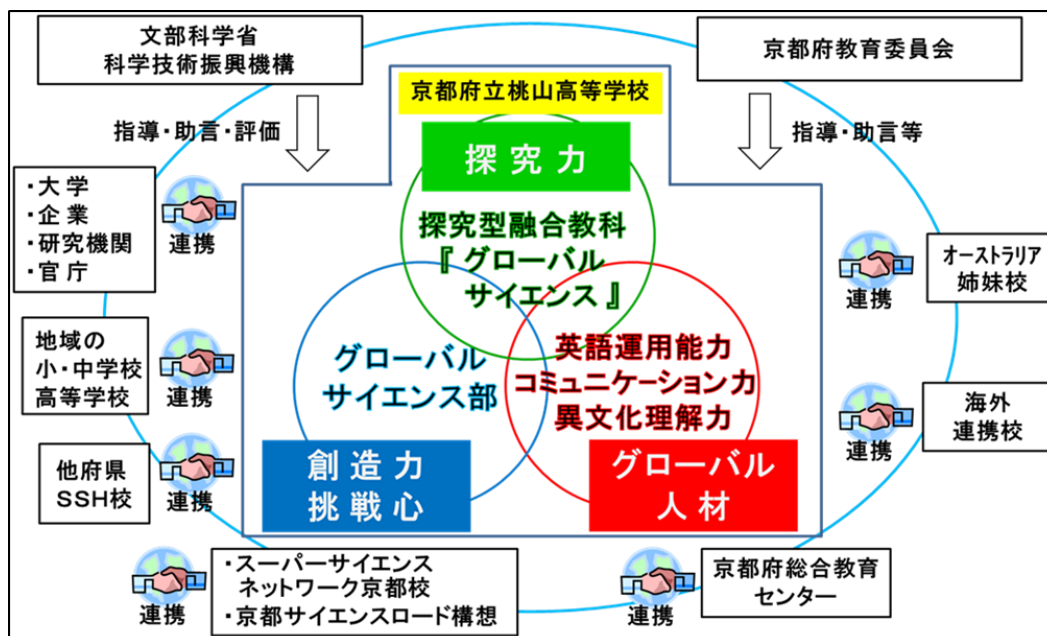 文部科学省
科学技術振興機構
京都府教育委員会
京都府立桃山高等学校
指導・助言・評価
指導・助言等
探究力
探究型融合教科
『グローバル
サイエンス』
・大学
・企業
・研究機関
・官庁
連携
オーストラリア
姉妹校
連携
地域の
小・中学校
高等学校
連携
グローバル
サイエンス部
英語運用能力
コミュニケーション力
異文化理解力
海外
連携校
連携
他府県
SSH校
連携
創造力
挑戦心
グローバル
人材
連携
・スーパーサイエンス
ネットワーク京都校
・京都サイエンスロード構想
連携
京都府総合教育
センター